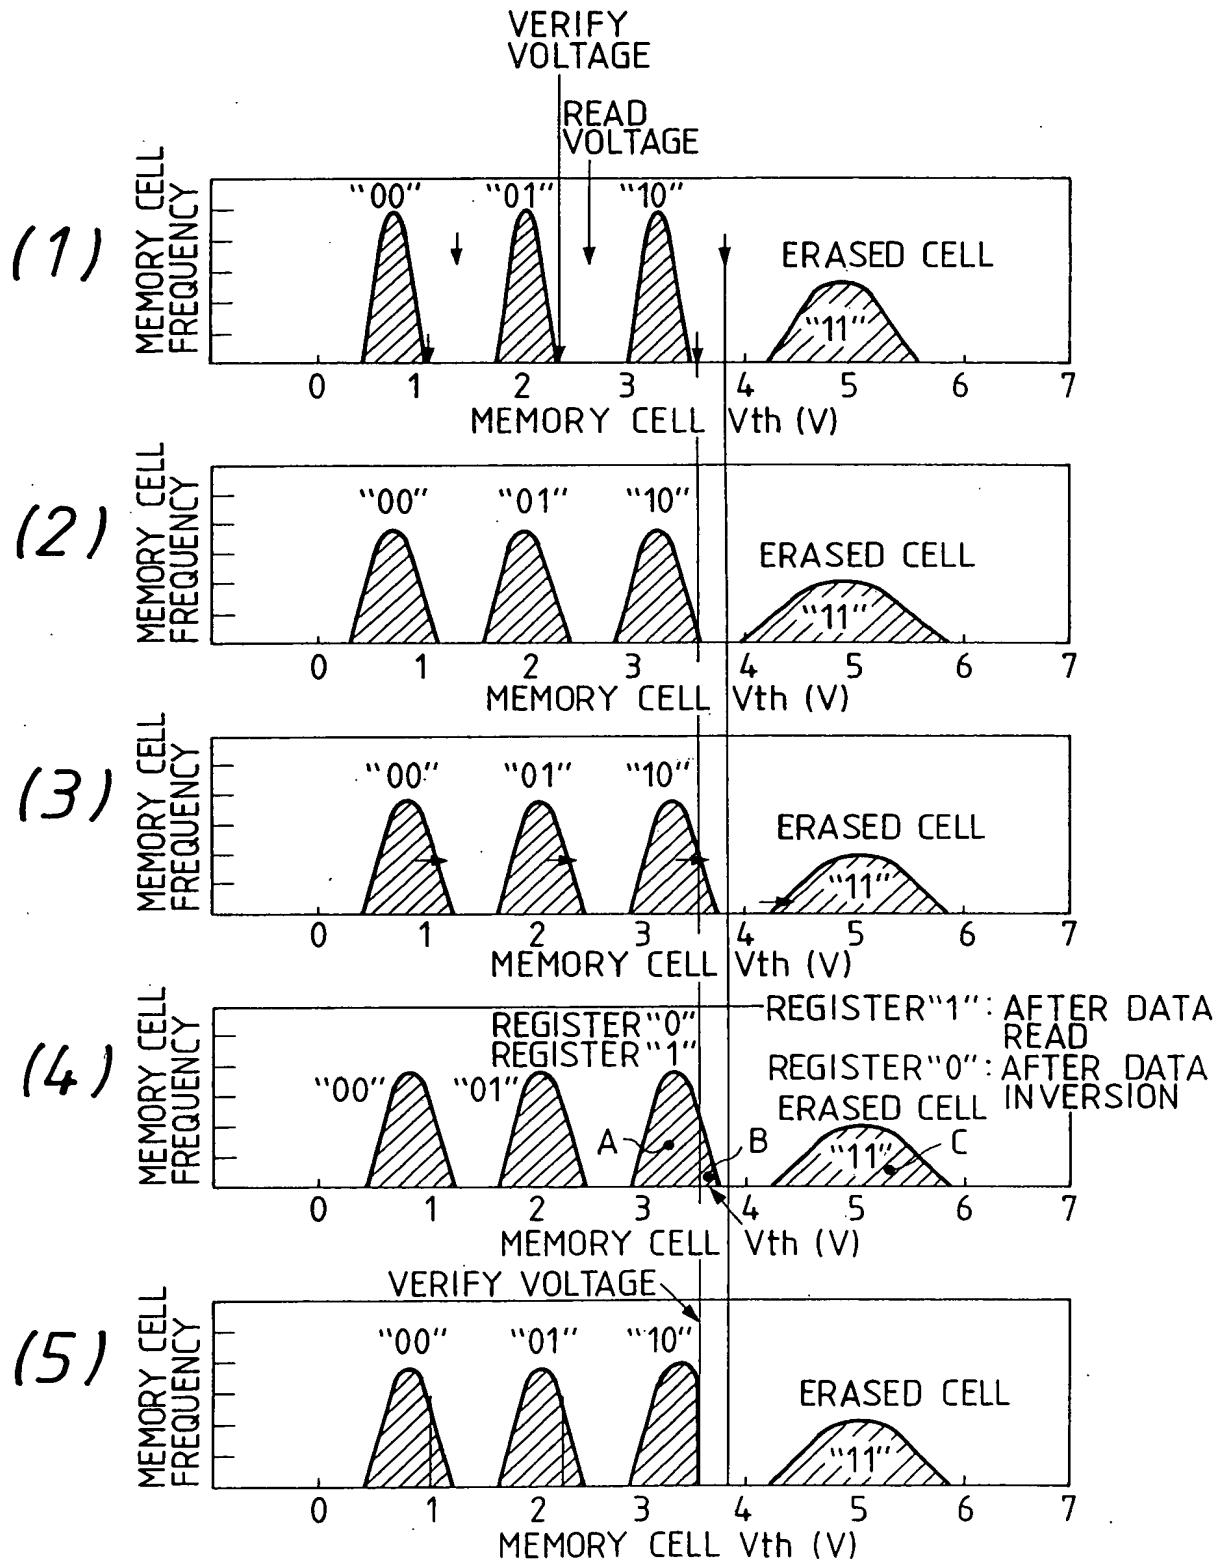 VERIFY
VOLTAGE
READ
VOLTAGE
(1)
MEMORY CELL
FREQUENCY
"00" "01" "10"
ERASED CELL
"11"
0 1 2 3 4 5 6 7
MEMORY CELL Vth (V)
(2)
MEMORY CELL
FREQUENCY
"00" "01" "10"
ERASED CELL
"11"
0 1 2 3 4 5 6 7
MEMORY CELL Vth (V)
(3)
MEMORY CELL
FREQUENCY
"00" "01" "10"
ERASED CELL
"11"
0 1 2 3 4 5 6 7
MEMORY CELL Vth (V)
(4)
MEMORY CELL
FREQUENCY
REGISTER "0"
REGISTER "1"
REGISTER "1": AFTER DATA
READ
REGISTER "0": AFTER DATA
INVERSION
"00" "01"
ERASED CELL
A B "11" C
0 1 2 3 4 5 6 7
MEMORY CELL Vth (V)
VERIFY VOLTAGE
(5)
MEMORY CELL
FREQUENCY
"00" "01" "10"
ERASED CELL
"11"
0 1 2 3 4 5 6 7
MEMORY CELL Vth (V)